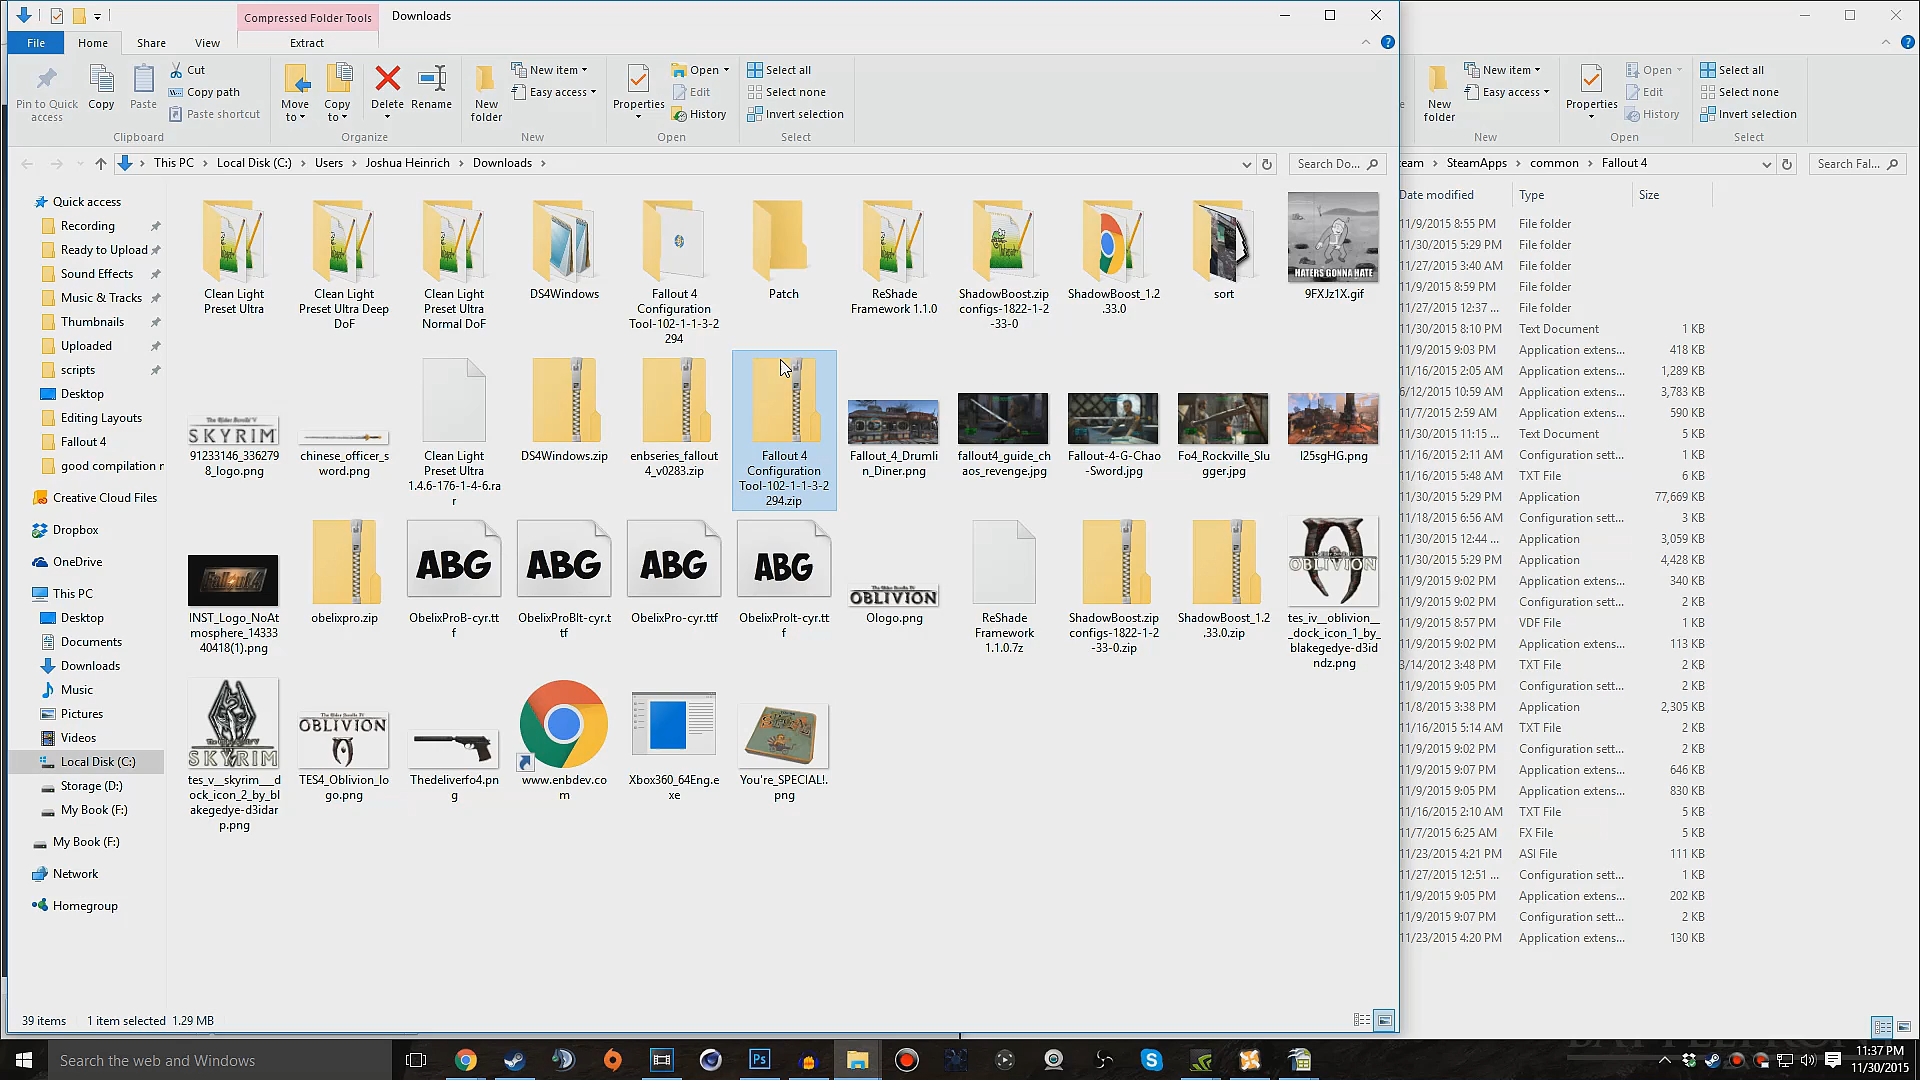 Compressed Folder Tools
Downloads
File
Home
Share
View
Extract
Pin to Quick access
Copy
Paste
Cut
Copy path
Paste shortcut
Clipboard
Move to
Copy to
Delete
Rename
Organize
New folder
New item
Easy access
New
Properties
Open
Edit
History
Open
Select all
Select none
Invert selection
Select
New folder
New item
Easy access
New
Properties
Open
Edit
History
Open
Select all
Select none
Invert selection
Select
This PC > Local Disk (C:) > Users > Joshua Heinrich > Downloads >
Search Do...
eam > SteamApps > common > Fallout 4
Search Fal...
Quick access
Recording
Ready to Upload
Sound Effects
Music & Tracks
Thumbnails
Uploaded
scripts
Desktop
Editing Layouts
Fallout 4
good compilation r
Creative Cloud Files
Dropbox
OneDrive
This PC
Desktop
Documents
Downloads
Music
Pictures
Videos
Local Disk (C:)
Storage (D:)
My Book (F:)
My Book (F:)
Network
Homegroup
HATERS GONNA HATE
Clean Light Preset Ultra
Clean Light Preset Ultra Deep DoF
Clean Light Preset Ultra Normal DoF
DS4Windows
Fallout 4 Configuration Tool-102-1-1-3-2294
Patch
ReShade Framework 1.1.0
ShadowBoost.zip configs-1822-1-2-33-0
ShadowBoost_1.2.33.0
sort
9FXJz1X.gif
The Elder Scrolls V
SKYRIM
91233146_3362798_logo.png
chinese_officer_sword.png
Clean Light Preset Ultra 1.4.6-176-1-4-6.rar
DS4Windows.zip
enbseries_fallout4_v0283.zip
Fallout 4 Configuration Tool-102-1-1-3-2294.zip
Fallout_4_Drumlin_Diner.png
fallout4_guide_chaos_revenge.jpg
Fallout-4-G-Chao-Sword.jpg
Fo4_Rockville_Slugger.jpg
I25sgHG.png
Fallout 4
ABG
ABG
ABG
ABG
OBLIVION
OBLIVION
INST_Logo_NoAtmosphere_1433340418(1).png
obelixpro.zip
ObelixProB-cyr.ttf
ObelixProBIt-cyr.ttf
ObelixPro-cyr.ttf
ObelixProIt-cyr.ttf
Ologo.png
ReShade Framework 1.1.0.7z
ShadowBoost.zip configs-1822-1-2-33-0.zip
ShadowBoost_1.2.33.0.zip
tes_iv__oblivion__dock_icon_1_by_blakegedye-d3idndz.png
SKYRIM
OBLIVION
tes_v__skyrim___dock_icon_2_by_blakegedye-d3idarp.png
TES4_Oblivion_logo.png
Thedeliverfo4.png
www.enbdev.com
Xbox360_64Eng.exe
You're_SPECIAL!.png
Date modified Type Size
11/9/2015 8:55 PM File folder
11/30/2015 5:29 PM File folder
11/27/2015 3:40 AM File folder
11/9/2015 8:59 PM File folder
11/27/2015 12:37 ... File folder
11/30/2015 8:10 PM Text Document 1 KB
11/9/2015 9:03 PM Application extens... 418 KB
11/16/2015 2:05 AM Application extens... 1,289 KB
6/12/2015 10:59 AM Application extens... 3,783 KB
11/7/2015 2:59 AM Application extens... 590 KB
11/30/2015 11:15 ... Text Document 5 KB
11/16/2015 2:11 AM Configuration sett... 1 KB
11/16/2015 5:48 AM TXT File 6 KB
11/30/2015 5:29 PM Application 77,669 KB
11/18/2015 6:56 AM Configuration sett... 3 KB
11/30/2015 12:44 ... Application 3,059 KB
11/30/2015 5:29 PM Application 4,428 KB
11/9/2015 9:02 PM Application extens... 340 KB
11/9/2015 9:02 PM Configuration sett... 2 KB
11/9/2015 8:57 PM VDF File 1 KB
11/9/2015 9:02 PM Application extens... 113 KB
3/14/2012 3:48 PM TXT File 2 KB
11/9/2015 9:05 PM Configuration sett... 2 KB
11/8/2015 3:38 PM Application 2,305 KB
11/16/2015 5:14 AM TXT File 2 KB
11/9/2015 9:02 PM Configuration sett... 2 KB
11/9/2015 9:07 PM Application extens... 646 KB
11/9/2015 9:05 PM Application extens... 830 KB
11/16/2015 2:10 AM TXT File 5 KB
11/7/2015 6:25 AM FX File 5 KB
11/23/2015 4:21 PM ASI File 111 KB
11/27/2015 12:51 ... Configuration sett... 1 KB
11/9/2015 9:05 PM Application extens... 202 KB
11/9/2015 9:07 PM Configuration sett... 2 KB
11/23/2015 4:20 PM Application extens... 130 KB
39 items 1 item selected 1.29 MB
Search the web and Windows
Ps
11:37 PM
11/30/2015